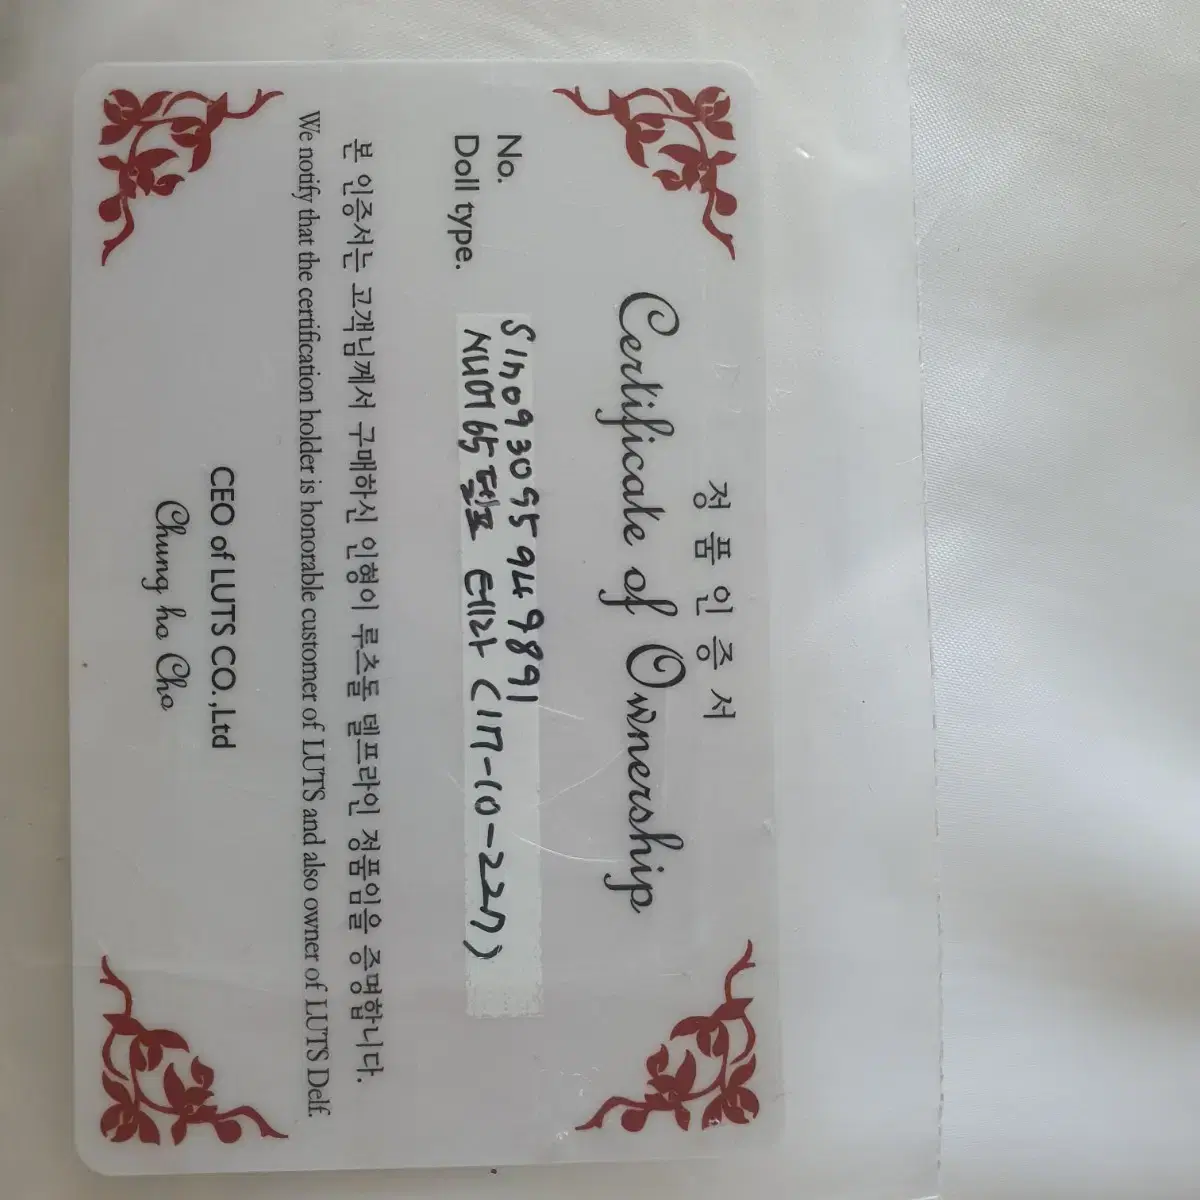 정품인증서
Certificate of Ownership
No. S17093055949891
Doll type. 시니어65델프 테라 (17-10-227)
본 인증서는 고객님께서 구매하신 인형이 루츠돌 델프라인 정품임을 증명합니다.
We notify that the certification holder is honorable customer of LUTS and also owner of LUTS Delf.
CEO of LUTS CO.,Ltd
Chung ho Cho